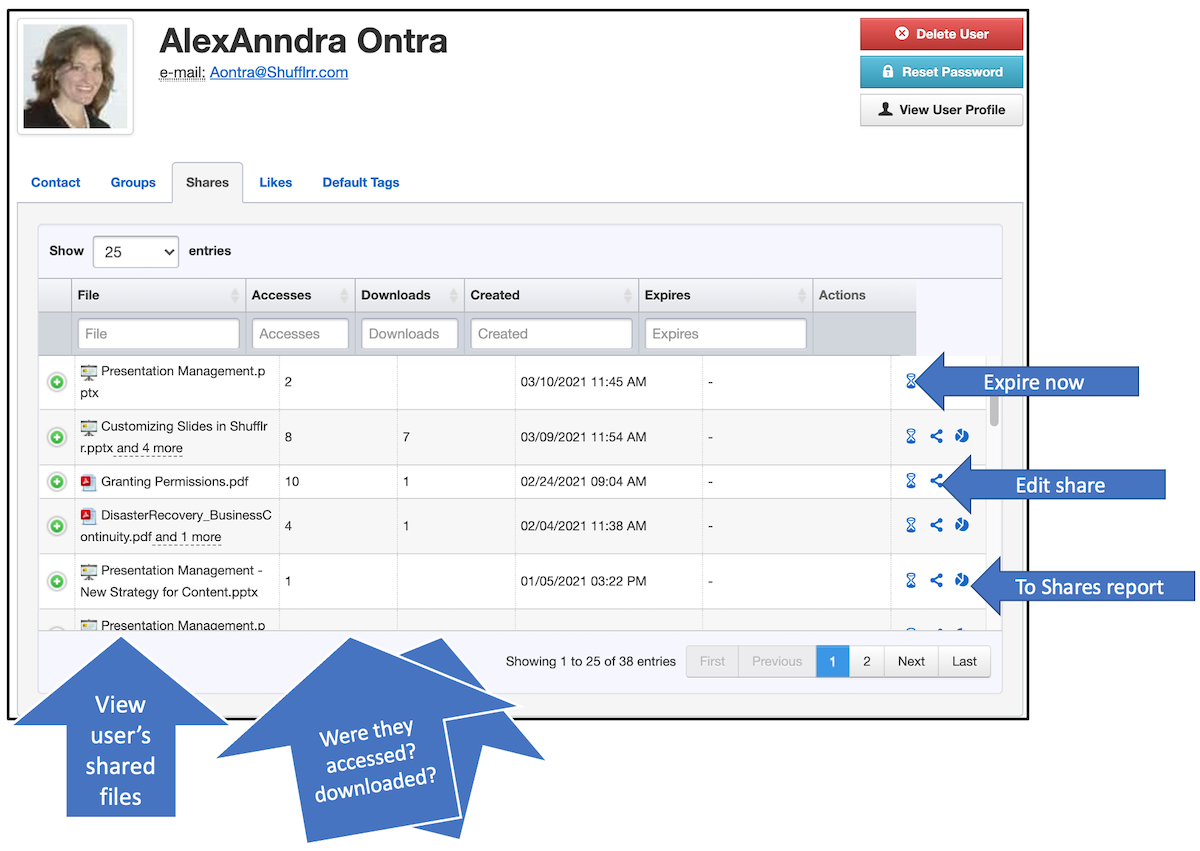 AlexAnndra Ontra
e-mail: Aontra@Shufflrr.com
Delete User
Reset Password
View User Profile
Contact Groups Shares Likes Default Tags
Show 25 entries
File Accesses Downloads Created Expires Actions
File Accesses Downloads Created Expires
Presentation Management.p
ptx
2 03/10/2021 11:45 AM -
Expire now
Customizing Slides in Shufflr
r.pptx and 4 more
8 7 03/09/2021 11:54 AM -
Granting Permissions.pdf 10 1 02/24/2021 09:04 AM -
Edit share
DisasterRecovery_BusinessC
ontinuity.pdf and 1 more
4 1 02/04/2021 11:38 AM -
Presentation Management -
New Strategy for Content.pptx
1 01/05/2021 03:22 PM -
To Shares report
Presentation Management.p
Showing 1 to 25 of 38 entries First Previous 1 2 Next Last
View
user’s
shared
files
Were they
accessed?
downloaded?